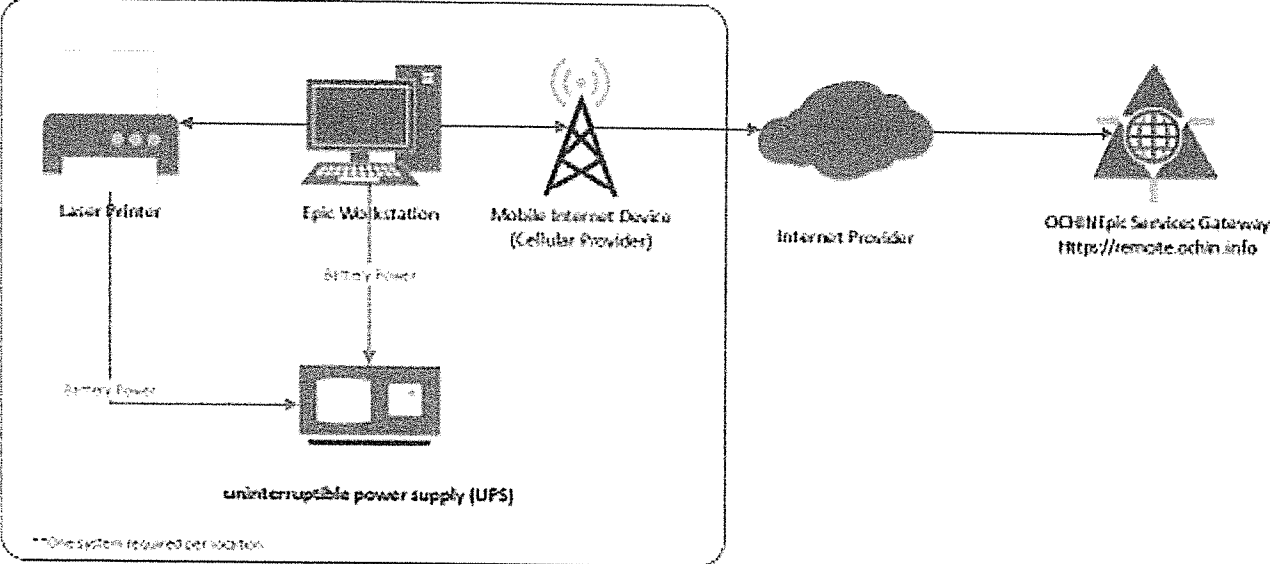 Laser Printer
Epic Workstation
Mobile Internet Device
(Cellular Provider)
Internet Provider
OCHIN Epic Services Gateway
Http://remote.ochin.info
Battery Power
Battery Power
uninterruptible power supply (UPS)
**One system required per location